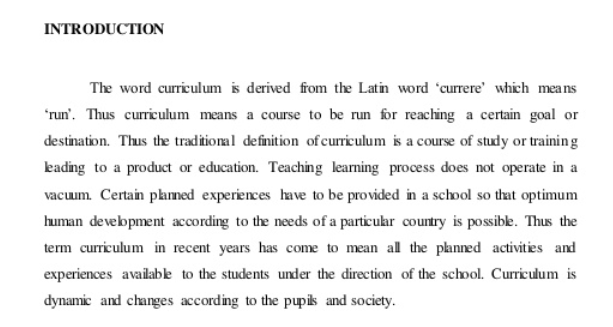 INTRODUCTION
The word curriculum is derived from the Latin word ‘currere’ which means
‘run’. Thus curriculum means a course to be run for reaching a certain goal or
destination. Thus the traditional definition of curriculum is a course of study or training
leading to a product or education. Teaching learning process does not operate in a
vacuum. Certain planned experiences have to be provided in a school so that optimum
human development according to the needs of a particular country is possible. Thus the
term curriculum in recent years has come to mean all the planned activities and
experiences available to the students under the direction of the school. Curriculum is
dynamic and changes according to the pupils and society.